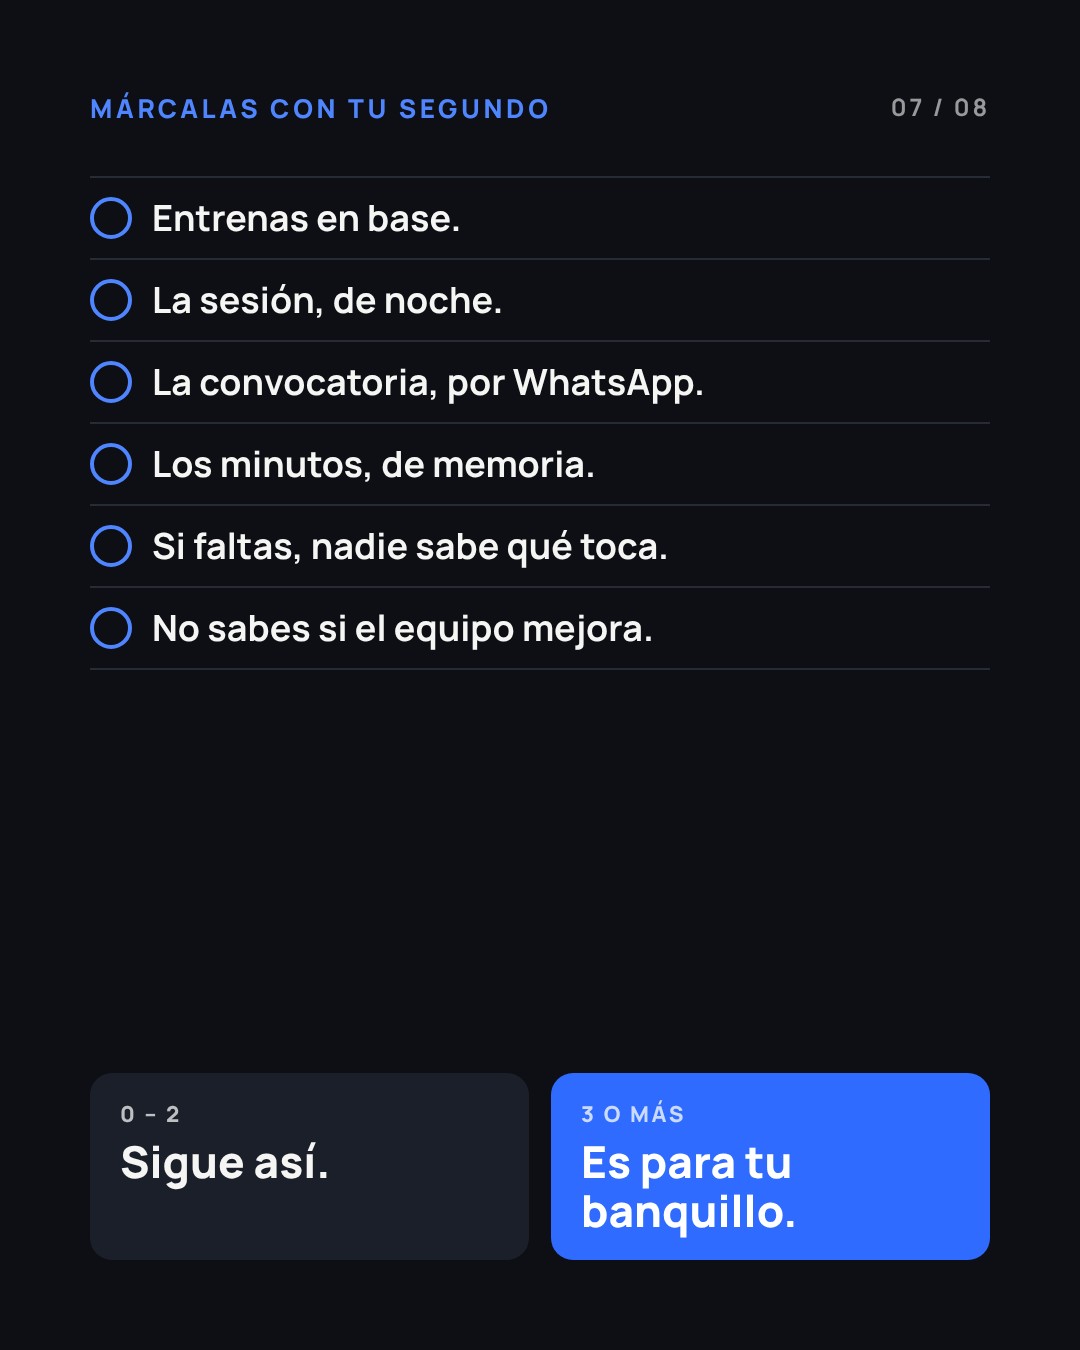 MÁRCALAS CON TU SEGUNDO
07 / 08
Entrenas en base.
La sesión, de noche.
La convocatoria, por WhatsApp.
Los minutos, de memoria.
Si faltas, nadie sabe qué toca.
No sabes si el equipo mejora.
0 – 2
Sigue así.
3 O MÁS
Es para tu
banquillo.